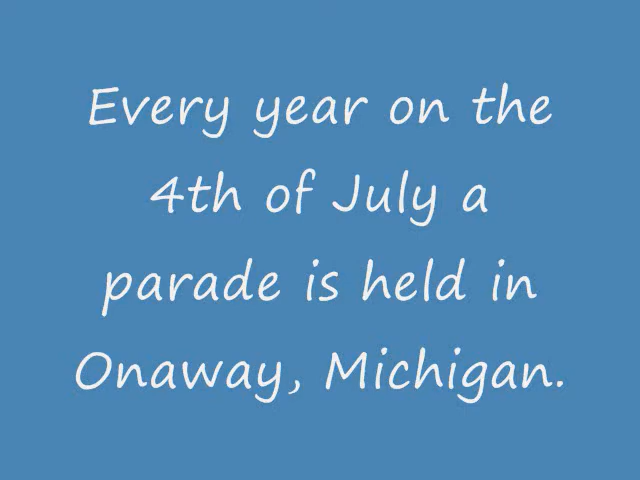 Every year on the
4th of July a
parade is held in
Onaway, Michigan.